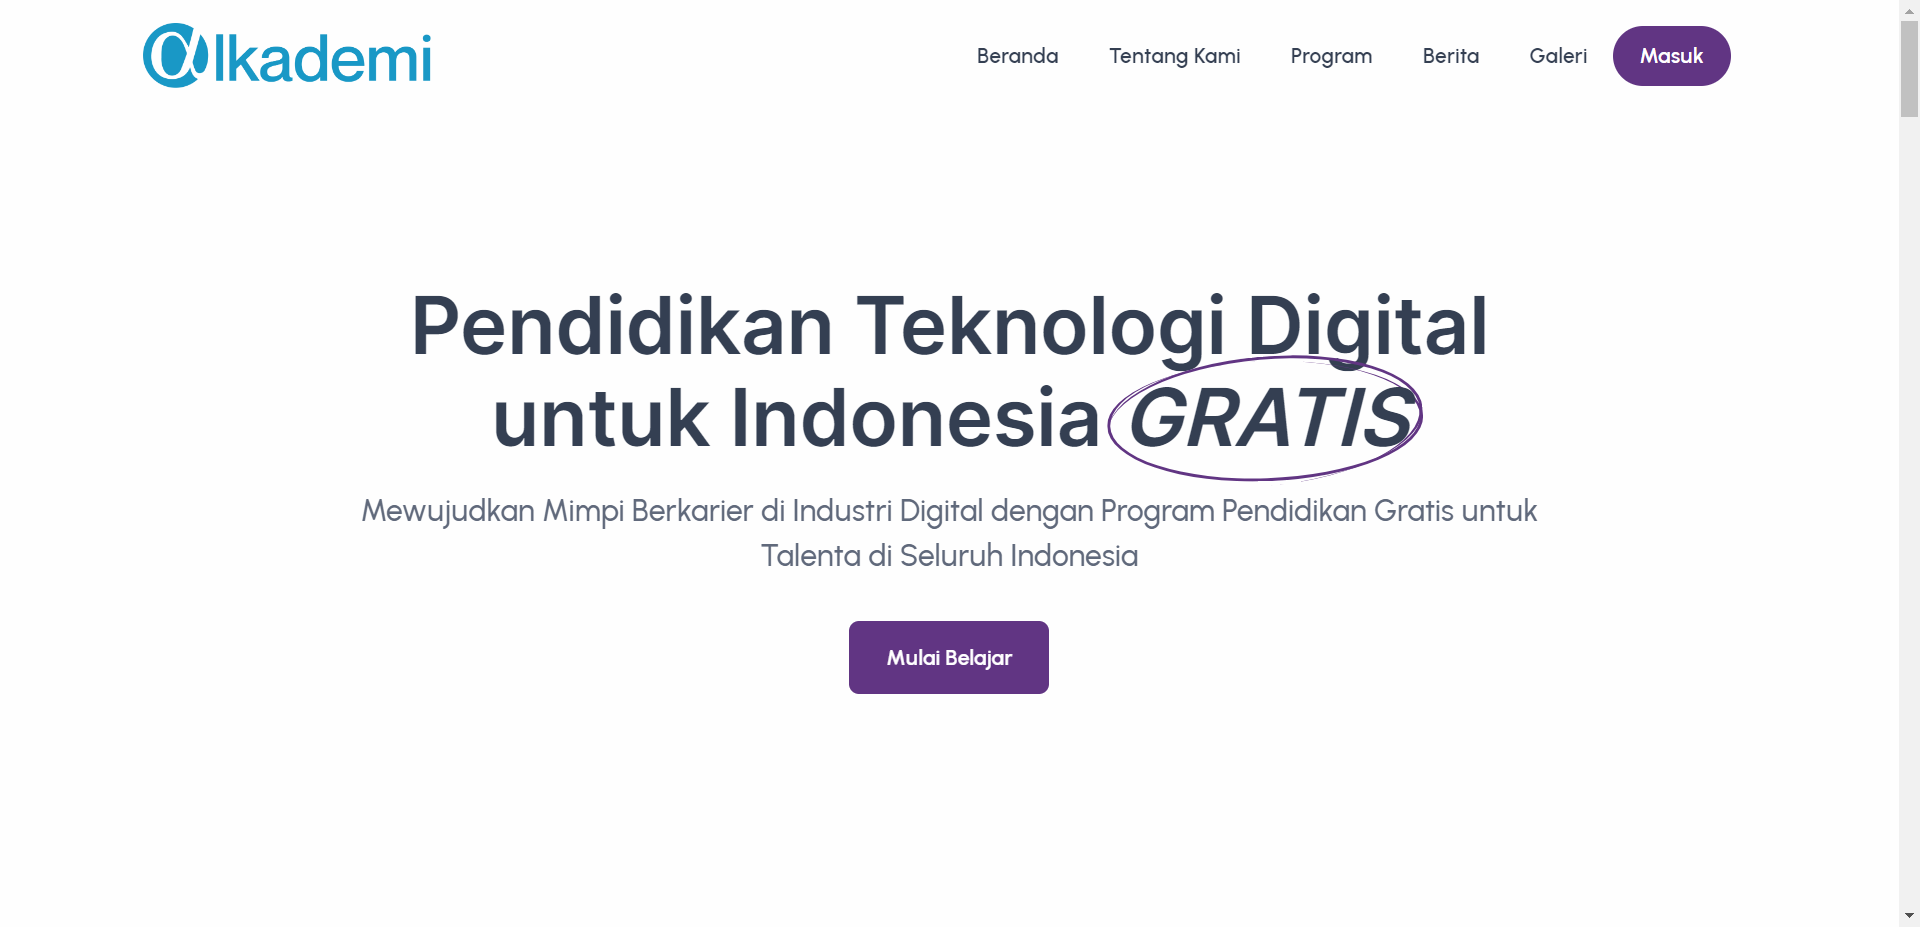 alkademi
Beranda Tentang Kami Program Berita Galeri Masuk
Pendidikan Teknologi Digital
untuk Indonesia GRATIS
Mewujudkan Mimpi Berkarier di Industri Digital dengan Program Pendidikan Gratis untuk
Talenta di Seluruh Indonesia
Mulai Belajar